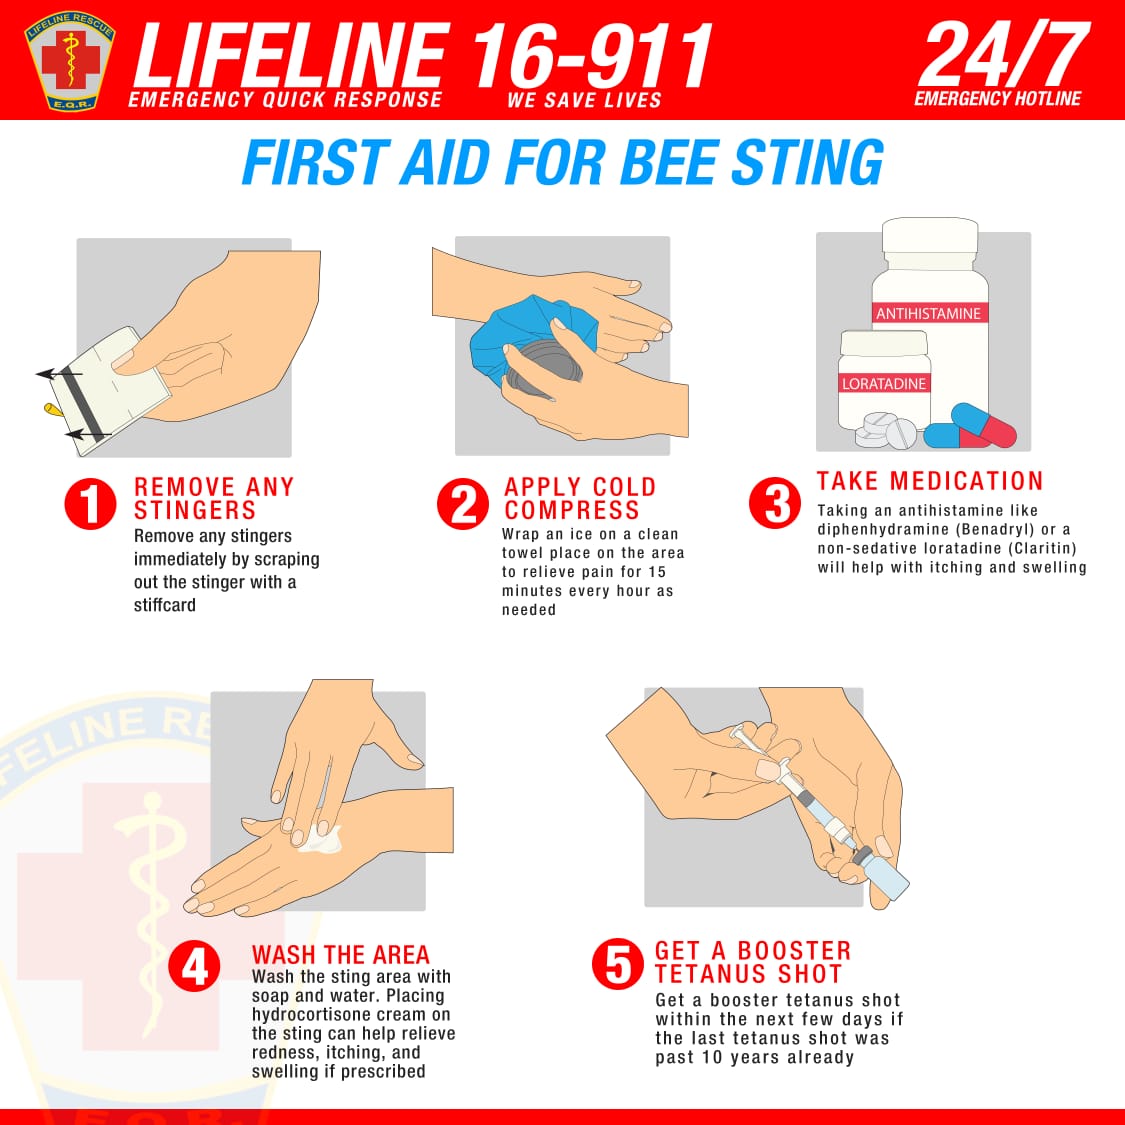 LIFELINE RESCUE
E.Q.R.
LIFELINE 16-911
EMERGENCY QUICK RESPONSE
WE SAVE LIVES
24/7
EMERGENCY HOTLINE
FIRST AID FOR BEE STING
ANTIHISTAMINE
LORATADINE
1
REMOVE ANY
STINGERS
Remove any stingers
immediately by scraping
out the stinger with a
stiffcard
2
APPLY COLD
COMPRESS
Wrap an ice on a clean
towel place on the area
to relieve pain for 15
minutes every hour as
needed
3
TAKE MEDICATION
Taking an antihistamine like
diphenhydramine (Benadryl) or a
non-sedative loratadine (Claritin)
will help with itching and swelling
4
WASH THE AREA
Wash the sting area with
soap and water. Placing
hydrocortisone cream on
the sting can help relieve
redness, itching, and
swelling if prescribed
5
GET A BOOSTER
TETANUS SHOT
Get a booster tetanus shot
within the next few days if
the last tetanus shot was
past 10 years already
FELINE RE
E.Q.R.